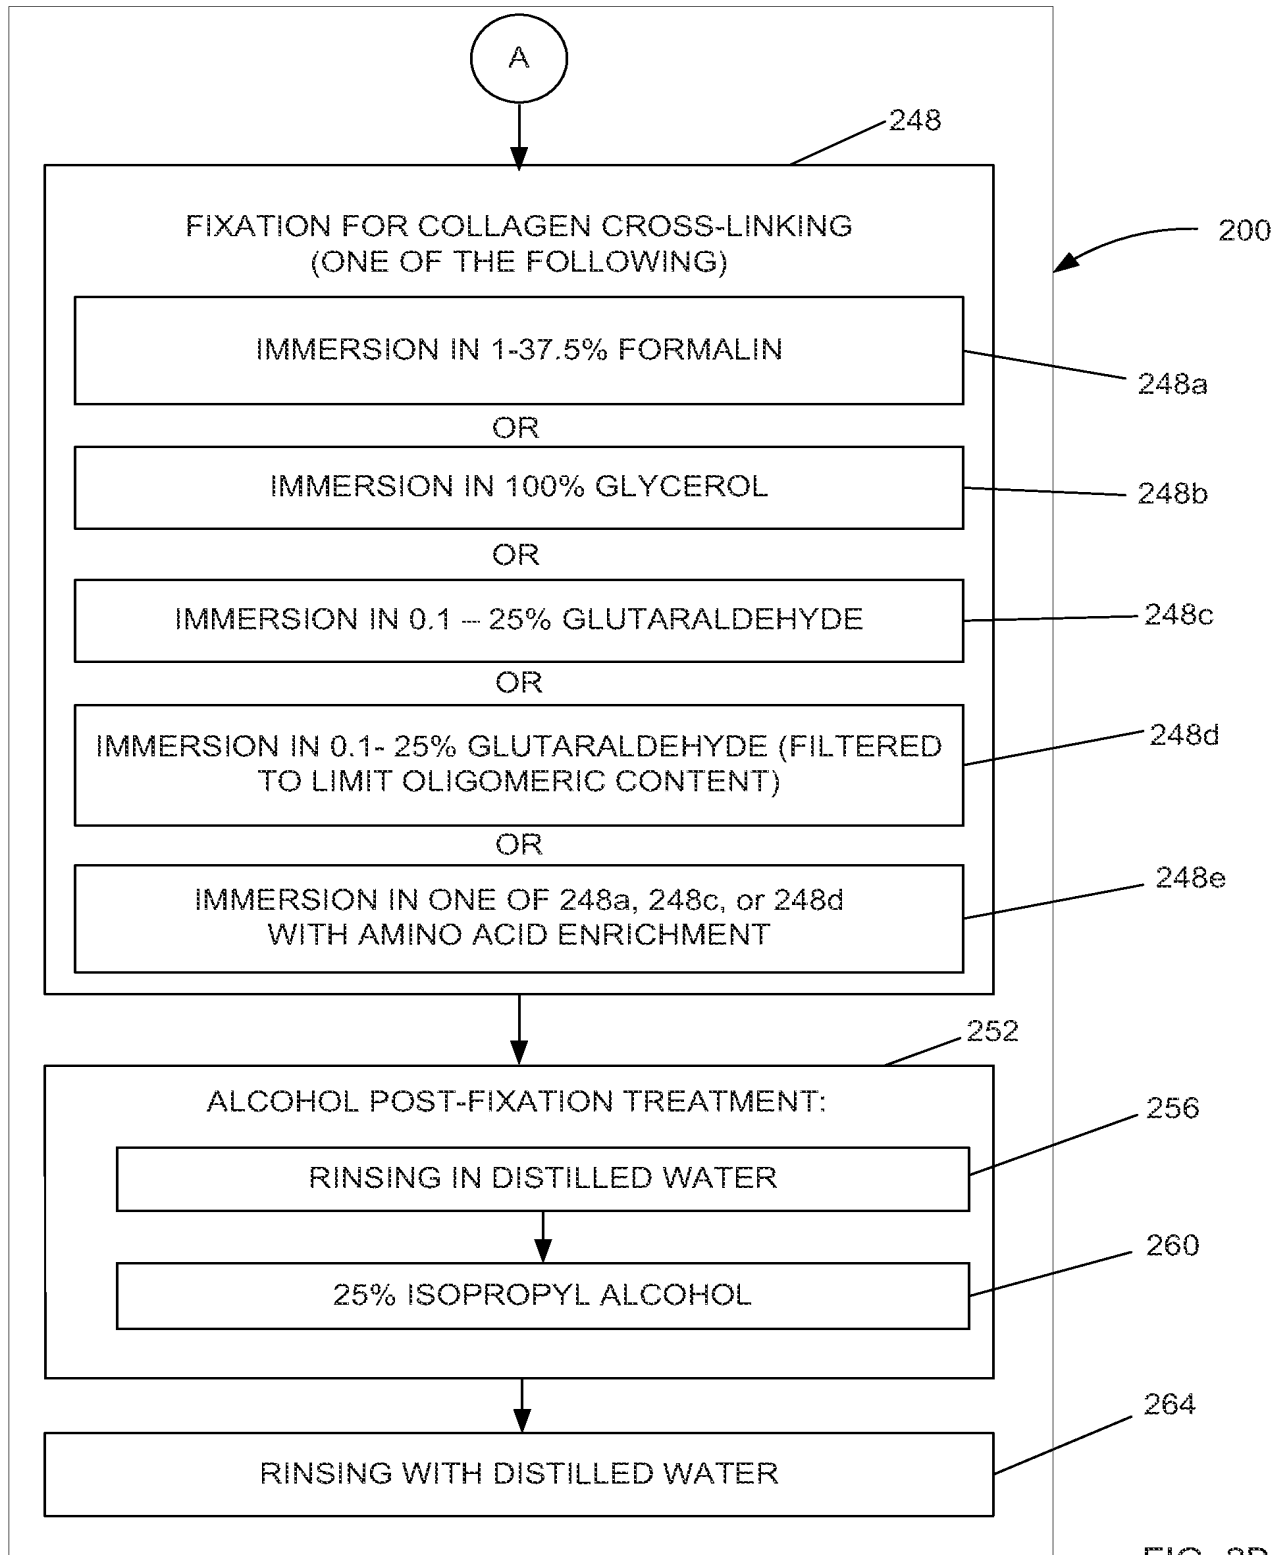 A
248
FIXATION FOR COLLAGEN CROSS-LINKING
(ONE OF THE FOLLOWING)
200
IMMERSION IN 1-37.5% FORMALIN
248a
OR
IMMERSION IN 100% GLYCEROL
248b
OR
IMMERSION IN 0.1 – 25% GLUTARALDEHYDE
248c
OR
IMMERSION IN 0.1- 25% GLUTARALDEHYDE (FILTERED
TO LIMIT OLIGOMERIC CONTENT)
248d
OR
IMMERSION IN ONE OF 248a, 248c, or 248d
WITH AMINO ACID ENRICHMENT
248e
252
ALCOHOL POST-FIXATION TREATMENT:
256
RINSING IN DISTILLED WATER
260
25% ISOPROPYL ALCOHOL
264
RINSING WITH DISTILLED WATER